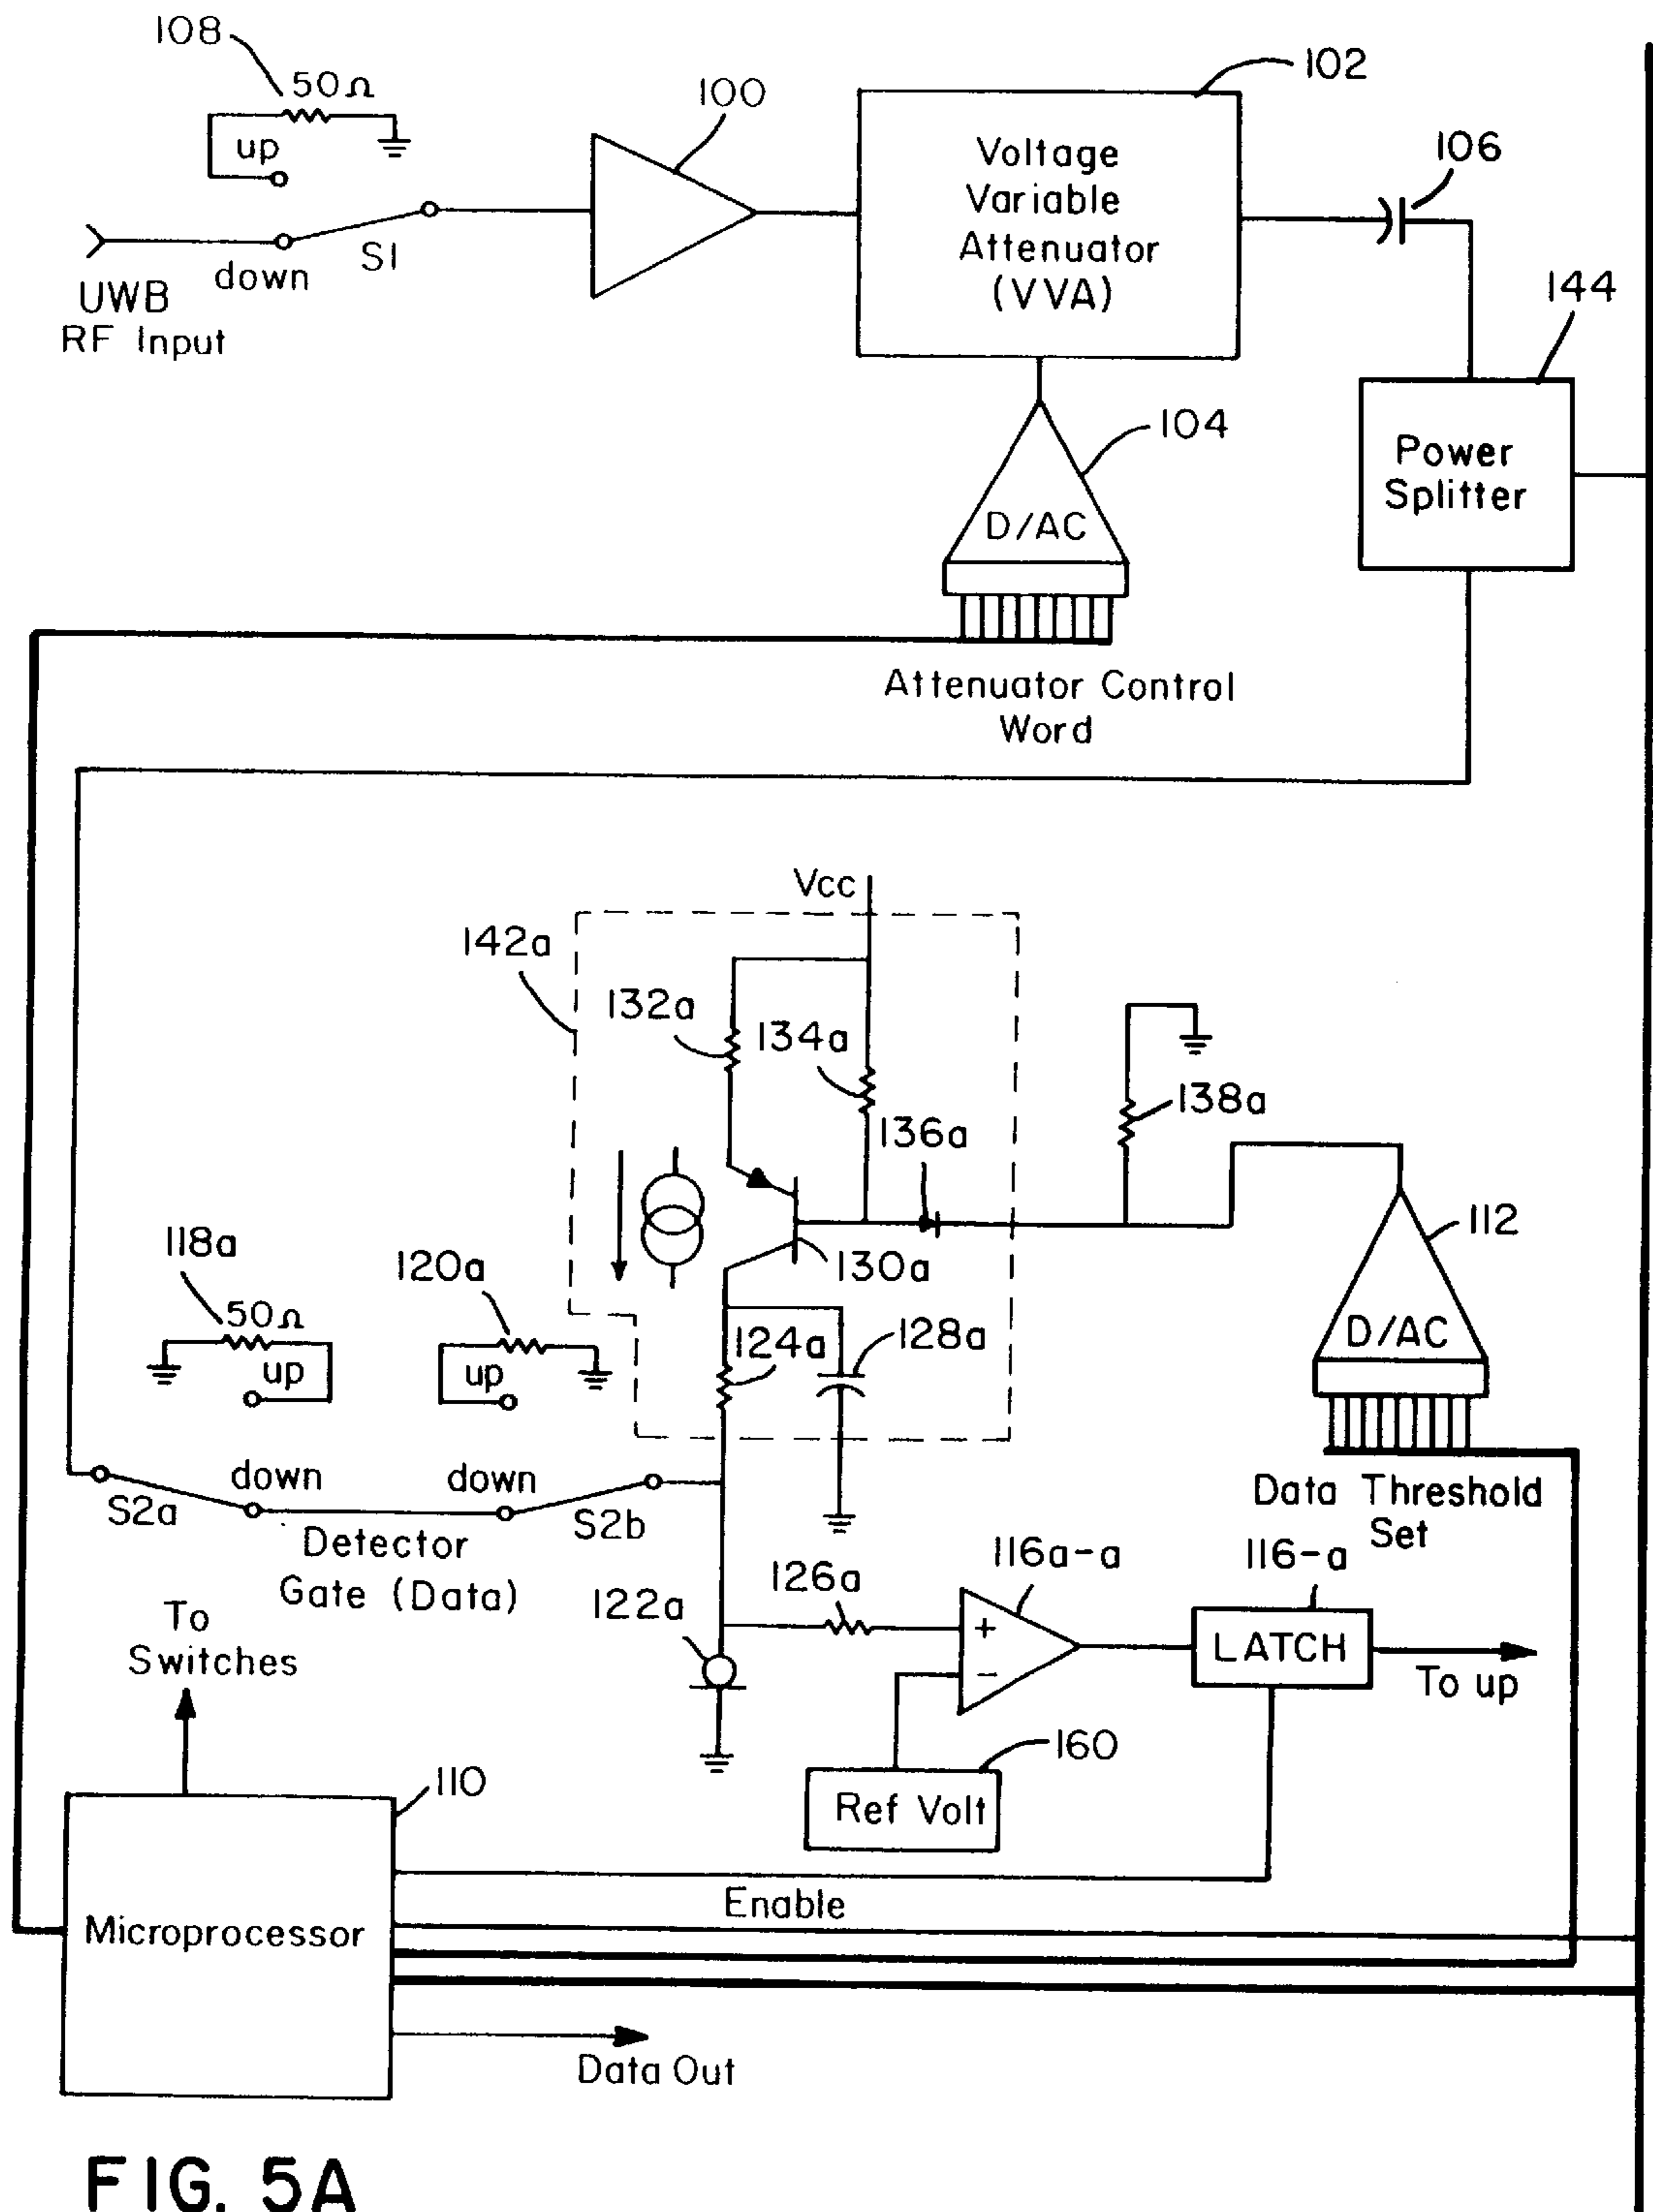 108
50Ω
up
UWB
RF Input
down
S1
100
102
Voltage
Variable
Attenuator
(VVA)
106
144
Power
Splitter
104
D/AC
Attenuator Control
Word
Vcc
142a
132a
134a
136a
138a
130a
112
D/AC
Data Threshold
Set
118a
50Ω
up
120a
up
124a
128a
S2a
down
down
S2b
Detector
Gate (Data)
122a
126a
116a-a
+
−
116-a
LATCH
To up
160
Ref Volt
To
Switches
110
Microprocessor
Enable
Data Out
FIG. 5A